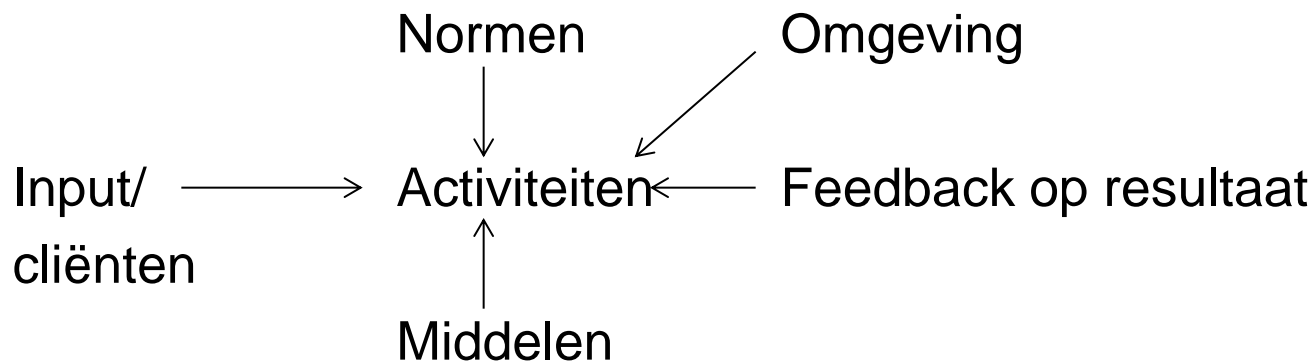 Normen
Omgeving
Input/
Activiteiten
Feedback op resultaat
cliënten
Middelen